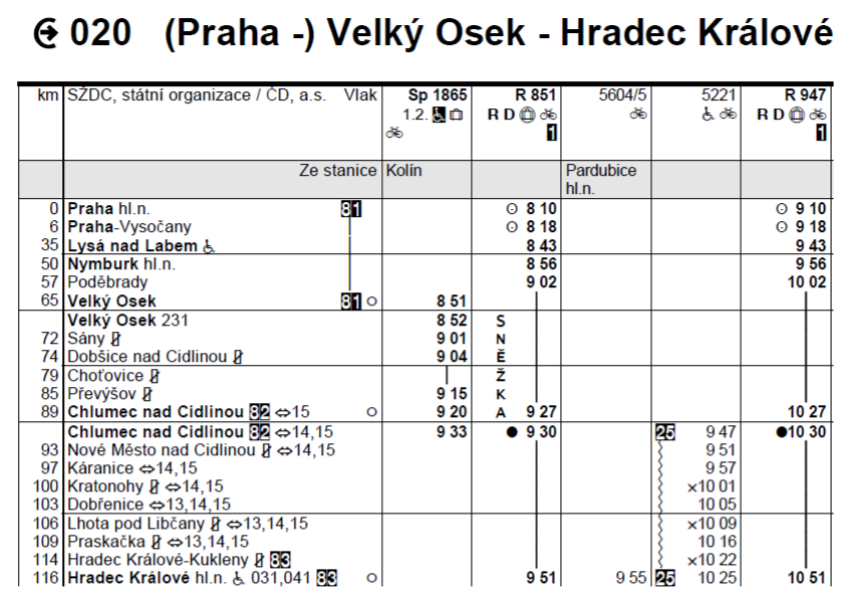 020 (Praha -) Velký Osek - Hradec Králové
km SŽDC, státní organizace / ČD, a.s. Vlak Sp 1865 R 851 5604/5 5221 R 947
1.2. R D R D
1 1
Ze stanice Kolín Pardubice hl.n.
0 Praha hl.n. 81 8 10 9 10
6 Praha-Vysočany 8 18 9 18
35 Lysá nad Labem 8 43 9 43
50 Nymburk hl.n. 8 56 9 56
57 Poděbrady 9 02 10 02
65 Velký Osek 81 8 51
Velký Osek 231 8 52 S
72 Sány 9 01 N
74 Dobšice nad Cidlinou 9 04 Ě
79 Choťovice Ž
85 Převýšov 9 15 K
89 Chlumec nad Cidlinou 82 ⇔15 9 20 A 9 27 10 27
Chlumec nad Cidlinou 82 ⇔14,15 9 33 ● 9 30 25 9 47 ●10 30
93 Nové Město nad Cidlinou ⇔14,15 9 51
97 Káranice ⇔14,15 9 57
100 Kratonohy ⇔14,15 ×10 01
103 Dobřenice ⇔13,14,15 10 05
106 Lhota pod Libčany ⇔13,14,15 ×10 09
109 Praskačka ⇔13,14,15 10 16
114 Hradec Králové-Kukleny 83 ×10 22
116 Hradec Králové hl.n. 031,041 83 9 51 9 55 25 10 25 10 51